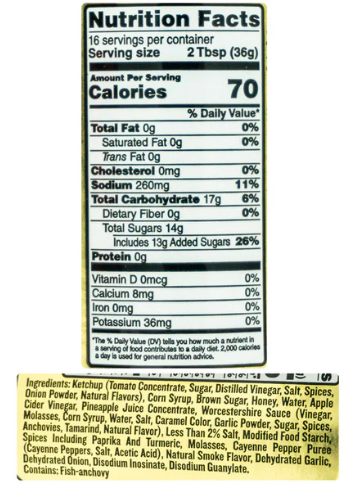 Nutrition Facts
16 servings per container
Serving size 2 Tbsp (36g)
Amount Per Serving
Calories 70
% Daily Value*
Total Fat 0g 0%
Saturated Fat 0g 0%
Trans Fat 0g
Cholesterol 0mg 0%
Sodium 260mg 11%
Total Carbohydrate 17g 6%
Dietary Fiber 0g 0%
Total Sugars 14g
Includes 13g Added Sugars 26%
Protein 0g
Vitamin D 0mcg 0%
Calcium 8mg 0%
Iron 0mg 0%
Potassium 36mg 0%
*The % Daily Value (DV) tells you how much a nutrient in
a serving of food contributes to a daily diet. 2,000 calories
a day is used for general nutrition advice.
Ingredients: Ketchup (Tomato Concentrate, Sugar, Distilled Vinegar, Salt, Spices,
Onion Powder, Natural Flavors), Corn Syrup, Brown Sugar, Honey, Water, Apple
Cider Vinegar, Pineapple Juice Concentrate, Worcestershire Sauce (Vinegar,
Molasses, Corn Syrup, Water, Salt, Caramel Color, Garlic Powder, Sugar, Spices,
Anchovies, Tamarind, Natural Flavor), Less Than 2% Salt, Modified Food Starch,
Spices Including Paprika And Turmeric, Molasses, Cayenne Pepper Puree
(Cayenne Peppers, Salt, Acetic Acid), Natural Smoke Flavor, Dehydrated Garlic,
Dehydrated Onion, Disodium Inosinate, Disodium Guanylate.
Contains: Fish-anchovy